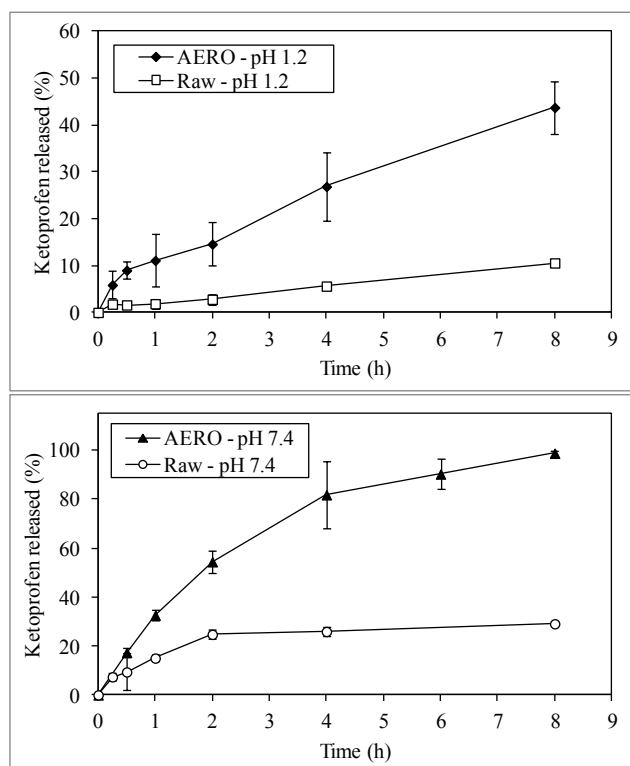 60
50
40
30
20
10
0
Ketoprofen released (%)
AERO - pH 1.2
Raw - pH 1.2
0 1 2 3 4 5 6 7 8 9
Time (h)
100
80
60
40
20
0
Ketoprofen released (%)
AERO - pH 7.4
Raw - pH 7.4
0 1 2 3 4 5 6 7 8 9
Time (h)